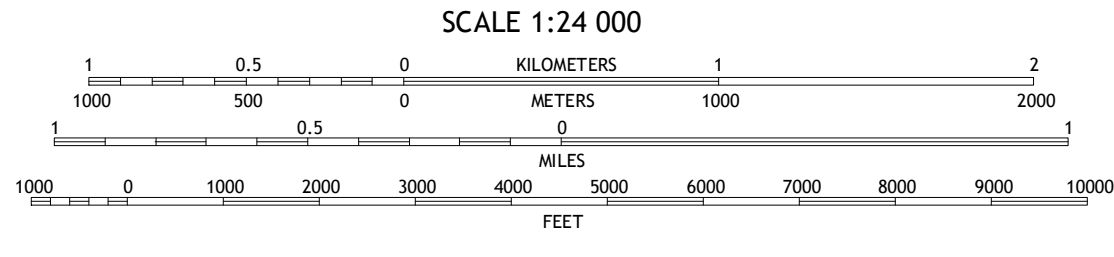 SCALE 1:24 000
1 0.5 0 KILOMETERS 1 2
1000 500 0 METERS 1000 2000
1 0.5 0 1
MILES
1000 0 1000 2000 3000 4000 5000 6000 7000 8000 9000 10000
FEET